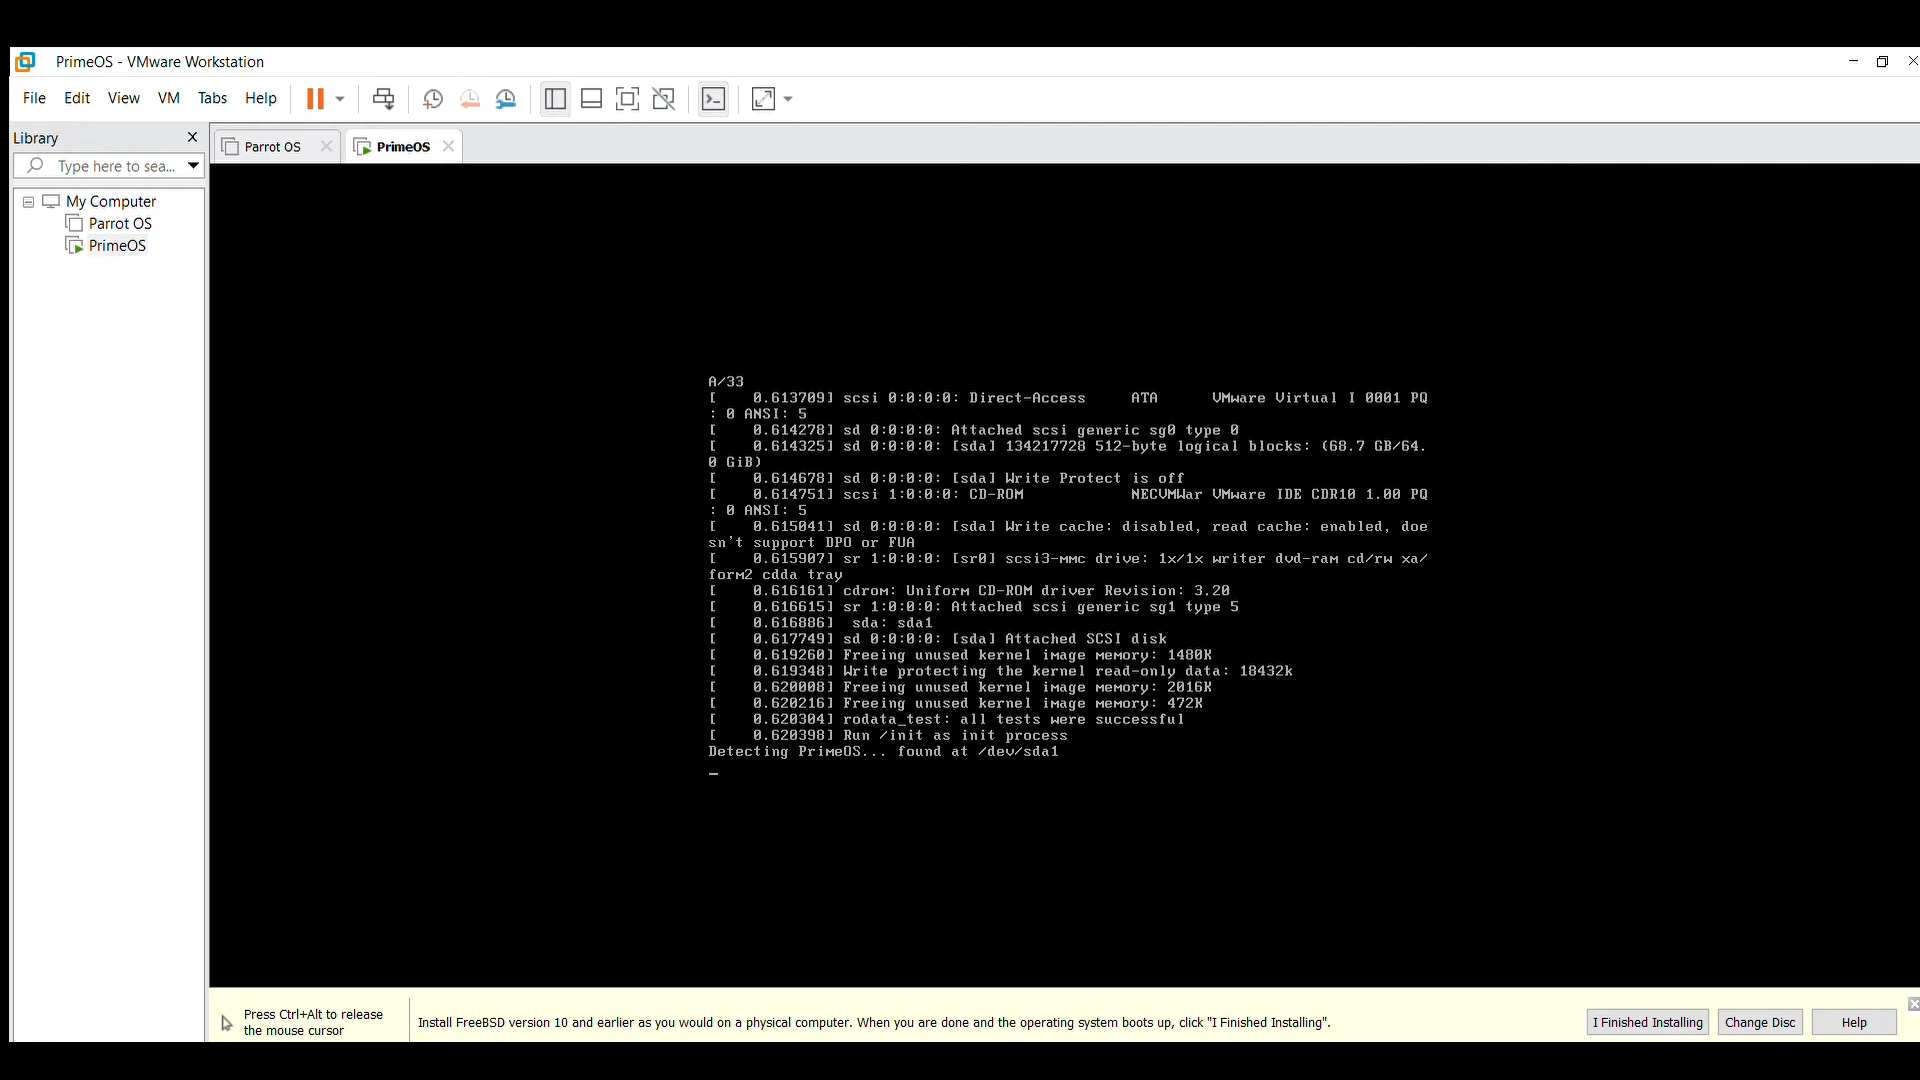 PrimeOS - VMware Workstation
File Edit View VM Tabs Help
Library
Type here to sea...
My Computer
Parrot OS
PrimeOS
Parrot OS
PrimeOS
A/33
[    0.613709] scsi 0:0:0:0: Direct-Access     ATA      VMware Virtual I 0001 PQ
: 0 ANSI: 5
[    0.614278] sd 0:0:0:0: Attached scsi generic sg0 type 0
[    0.614325] sd 0:0:0:0: [sda] 134217728 512-byte logical blocks: (68.7 GB/64.
0 GiB)
[    0.614678] sd 0:0:0:0: [sda] Write Protect is off
[    0.614751] scsi 1:0:0:0: CD-ROM            NECVMWar VMware IDE CDR10 1.00 PQ
: 0 ANSI: 5
[    0.615041] sd 0:0:0:0: [sda] Write cache: disabled, read cache: enabled, doe
sn't support DPO or FUA
[    0.615907] sr 1:0:0:0: [sr0] scsi3-mmc drive: 1x/1x writer dvd-ram cd/rw xa/
form2 cdda tray
[    0.616161] cdrom: Uniform CD-ROM driver Revision: 3.20
[    0.616615] sr 1:0:0:0: Attached scsi generic sg1 type 5
[    0.616886]  sda: sda1
[    0.617749] sd 0:0:0:0: [sda] Attached SCSI disk
[    0.619260] Freeing unused kernel image memory: 1480K
[    0.619348] Write protecting the kernel read-only data: 18432k
[    0.620008] Freeing unused kernel image memory: 2016K
[    0.620216] Freeing unused kernel image memory: 472K
[    0.620304] rodata_test: all tests were successful
[    0.620398] Run /init as init process
Detecting PrimeOS... found at /dev/sda1
_
Press Ctrl+Alt to release
the mouse cursor
Install FreeBSD version 10 and earlier as you would on a physical computer. When you are done and the operating system boots up, click "I Finished Installing".
I Finished Installing
Change Disc
Help